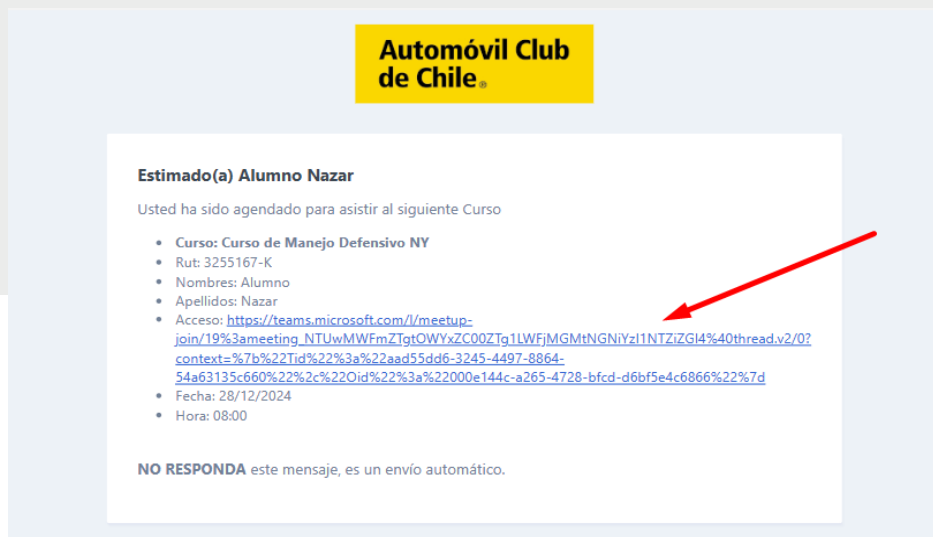 Automóvil Club
de Chile®
Estimado(a) Alumno Nazar
Usted ha sido agendado para asistir al siguiente Curso
• Curso: Curso de Manejo Defensivo NY
• Rut: 3255167-K
• Nombres: Alumno
• Apellidos: Nazar
• Acceso: https://teams.microsoft.com/l/meetup-
join/19%3ameeting_NTUwMWFmZTgtOWYxZC00ZTg1LWFjMGMtNGNiYzI1NTZiZGI4%40thread.v2/0?
context=%7b%22Tid%22%3a%22aad55dd6-3245-4497-8864-
54a63135c660%22%2c%22Oid%22%3a%22000e144c-a265-4728-bfcd-d6bf5e4c6866%22%7d
• Fecha: 28/12/2024
• Hora: 08:00
NO RESPONDA este mensaje, es un envío automático.